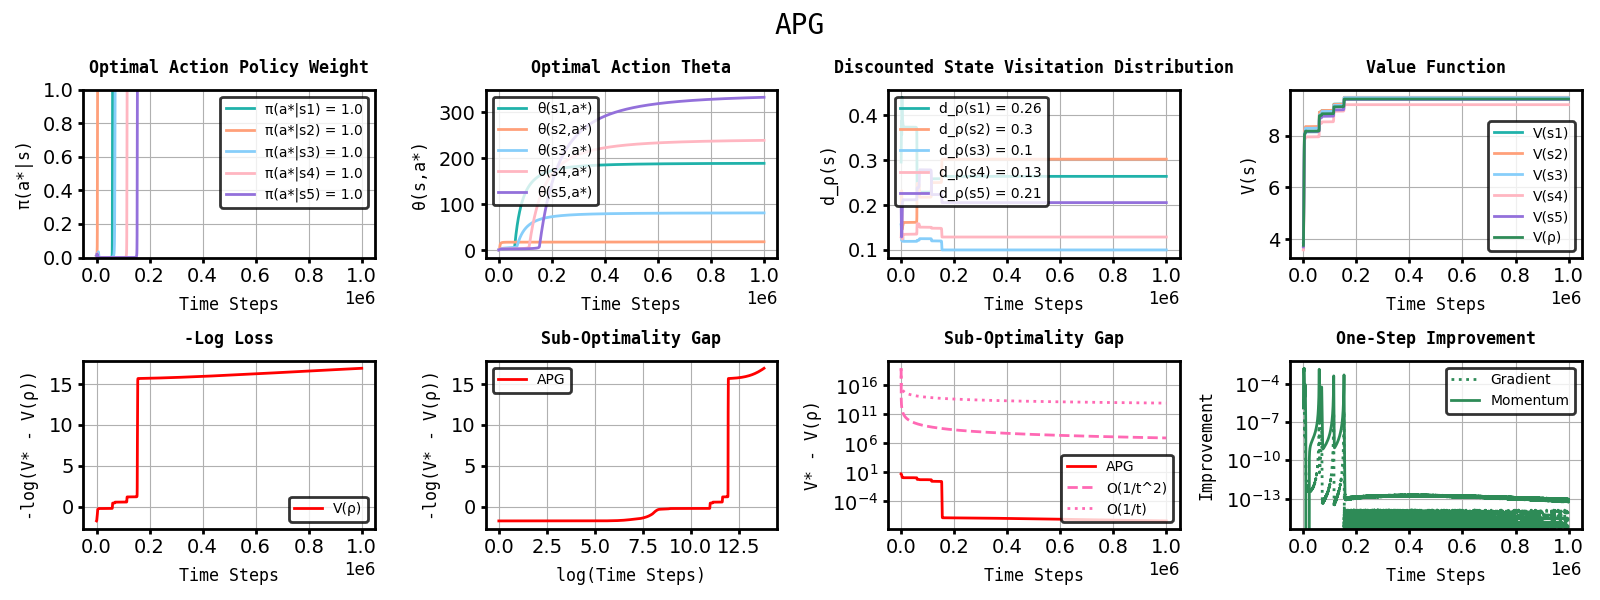 APG
Optimal Action Policy Weight
π(a*|s)
1.0
0.8
0.6
0.4
0.2
0.0
π(a*|s1) = 1.0
π(a*|s2) = 1.0
π(a*|s3) = 1.0
π(a*|s4) = 1.0
π(a*|s5) = 1.0
0.0 0.2 0.4 0.6 0.8 1.0
1e6
Time Steps
Optimal Action Theta
θ(s,a*)
300
200
100
0
θ(s1,a*)
θ(s2,a*)
θ(s3,a*)
θ(s4,a*)
θ(s5,a*)
0.0 0.2 0.4 0.6 0.8 1.0
1e6
Time Steps
Discounted State Visitation Distribution
d_ρ(s)
0.4
0.3
0.2
0.1
d_ρ(s1) = 0.26
d_ρ(s2) = 0.3
d_ρ(s3) = 0.1
d_ρ(s4) = 0.13
d_ρ(s5) = 0.21
0.0 0.2 0.4 0.6 0.8 1.0
1e6
Time Steps
Value Function
V(s)
8
6
4
V(s1)
V(s2)
V(s3)
V(s4)
V(s5)
V(ρ)
0.0 0.2 0.4 0.6 0.8 1.0
1e6
Time Steps
-Log Loss
-log(V* - V(ρ))
15
10
5
0
V(ρ)
0.0 0.2 0.4 0.6 0.8 1.0
1e6
Time Steps
Sub-Optimality Gap
-log(V* - V(ρ))
15
10
5
0
APG
0.0 2.5 5.0 7.5 10.0 12.5
log(Time Steps)
Sub-Optimality Gap
V* - V(ρ)
10^16
10^11
10^6
10^1
10^−4
APG
O(1/t^2)
O(1/t)
0.0 0.2 0.4 0.6 0.8 1.0
1e6
Time Steps
One-Step Improvement
Improvement
10^−4
10^−7
10^−10
10^−13
Gradient
Momentum
0.0 0.2 0.4 0.6 0.8 1.0
1e6
Time Steps